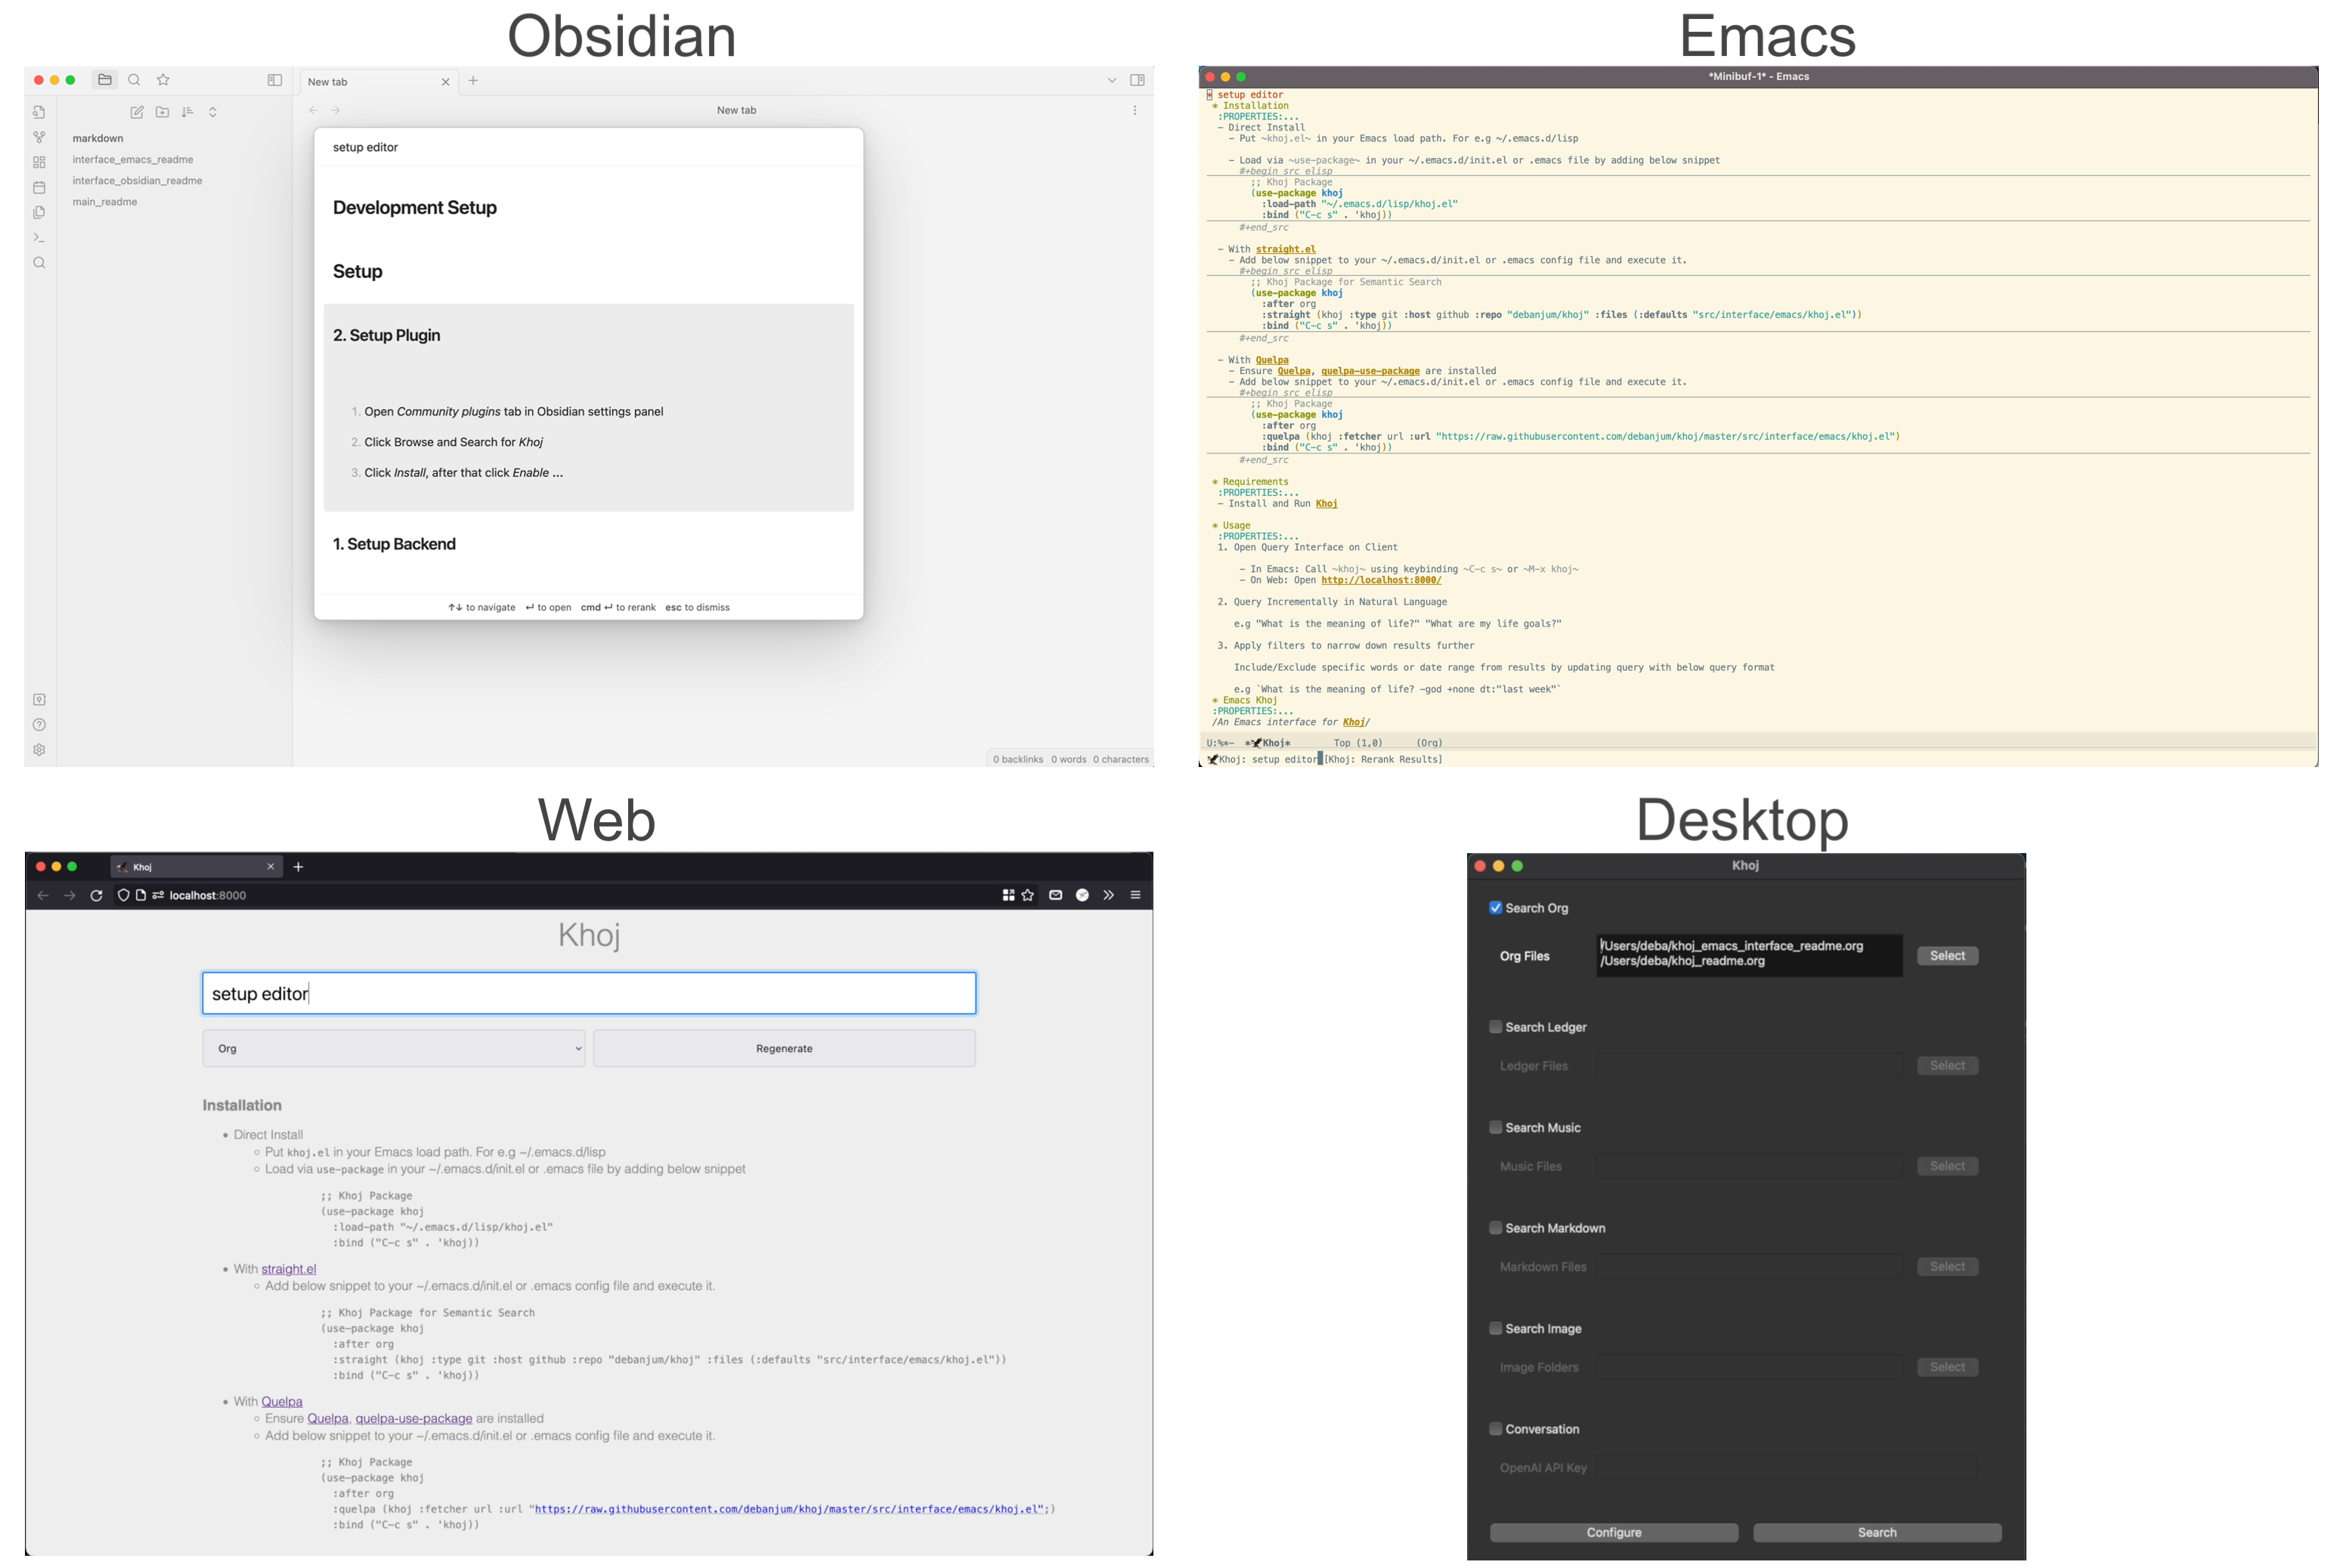 Obsidian
New tab
New tab
markdown
interface_emacs_readme
interface_obsidian_readme
main_readme
setup editor
Development Setup
Setup
2. Setup Plugin
1. Open Community plugins tab in Obsidian settings panel
2. Click Browse and Search for Khoj
3. Click Install, after that click Enable ...
1. Setup Backend
↑↓ to navigate ↵ to open cmd ↵ to rerank esc to dismiss
0 backlinks 0 words 0 characters
Emacs
*Minibuf-1* - Emacs
* setup editor
* Installation
:PROPERTIES:...
- Direct Install
- Put ~khoj.el~ in your Emacs load path. For e.g ~/.emacs.d/lisp
- Load via ~use-package~ in your ~/.emacs.d/init.el or .emacs file by adding below snippet
#+begin_src elisp
;; Khoj Package
(use-package khoj
:load-path "~/.emacs.d/lisp/khoj.el"
:bind ("C-c s" . 'khoj))
#+end_src
- With straight.el
- Add below snippet to your ~/.emacs.d/init.el or .emacs config file and execute it.
#+begin_src elisp
;; Khoj Package for Semantic Search
(use-package khoj
:after org
:straight (khoj :type git :host github :repo "debanjum/khoj" :files (:defaults "src/interface/emacs/khoj.el"))
:bind ("C-c s" . 'khoj))
#+end_src
- With Quelpa
- Ensure Quelpa, quelpa-use-package are installed
- Add below snippet to your ~/.emacs.d/init.el or .emacs config file and execute it.
#+begin_src elisp
;; Khoj Package
(use-package khoj
:after org
:quelpa (khoj :fetcher url :url "https://raw.githubusercontent.com/debanjum/khoj/master/src/interface/emacs/khoj.el")
:bind ("C-c s" . 'khoj))
#+end_src
* Requirements
:PROPERTIES:...
- Install and Run Khoj
* Usage
:PROPERTIES:...
1. Open Query Interface on Client
- In Emacs: Call ~khoj~ using keybinding ~C-c s~ or ~M-x khoj~
- On Web: Open http://localhost:8000/
2. Query Incrementally in Natural Language
e.g "What is the meaning of life?" "What are my life goals?"
3. Apply filters to narrow down results further
Include/Exclude specific words or date range from results by updating query with below query format
e.g `What is the meaning of life? -god +none dt:"last week"`
* Emacs Khoj
:PROPERTIES:...
/An Emacs interface for Khoj/
U:%*- *Khoj* Top (1,0) (Org)
Khoj: setup editor [Khoj: Rerank Results]
Web
Khoj
localhost:8000
Khoj
setup editor
Org Regenerate
Installation
• Direct Install
◦ Put khoj.el in your Emacs load path. For e.g ~/.emacs.d/lisp
◦ Load via use-package in your ~/.emacs.d/init.el or .emacs file by adding below snippet
;; Khoj Package
(use-package khoj
:load-path "~/.emacs.d/lisp/khoj.el"
:bind ("C-c s" . 'khoj))
• With straight.el
◦ Add below snippet to your ~/.emacs.d/init.el or .emacs config file and execute it.
;; Khoj Package for Semantic Search
(use-package khoj
:after org
:straight (khoj :type git :host github :repo "debanjum/khoj" :files (:defaults "src/interface/emacs/khoj.el"))
:bind ("C-c s" . 'khoj))
• With Quelpa
◦ Ensure Quelpa, quelpa-use-package are installed
◦ Add below snippet to your ~/.emacs.d/init.el or .emacs config file and execute it.
;; Khoj Package
(use-package khoj
:after org
:quelpa (khoj :fetcher url :url "https://raw.githubusercontent.com/debanjum/khoj/master/src/interface/emacs/khoj.el";)
:bind ("C-c s" . 'khoj))
Desktop
Khoj
Search Org
Org Files /Users/deba/khoj_emacs_interface_readme.org Select
/Users/deba/khoj_readme.org
Search Ledger
Ledger Files Select
Search Music
Music Files Select
Search Markdown
Markdown Files Select
Search Image
Image Folders Select
Conversation
OpenAI API Key
Configure Search